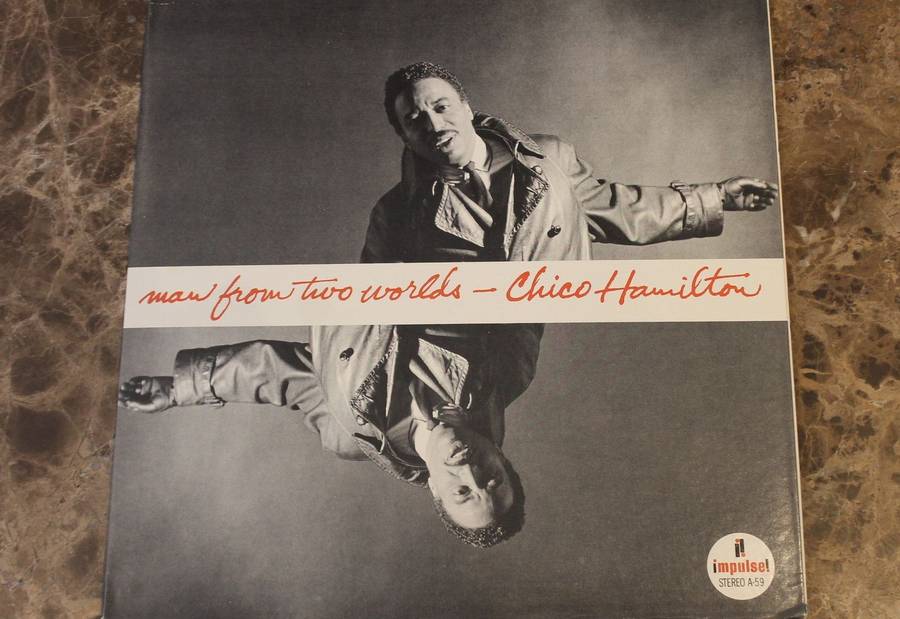 man from two worlds — Chico Hamilton
i!
impulse!
STEREO A-59